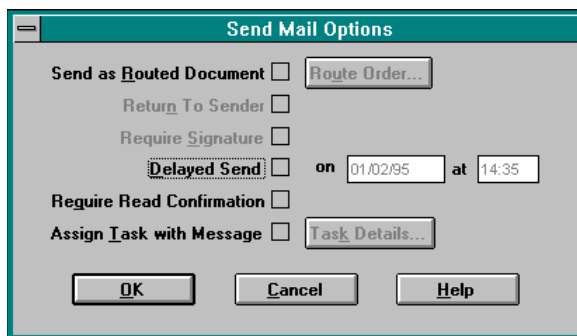 Send Mail Options
Send as Routed Document Route Order...
Return To Sender
Require Signature
Delayed Send on 01/02/95 at 14:35
Require Read Confirmation
Assign Task with Message Task Details...
OK Cancel Help